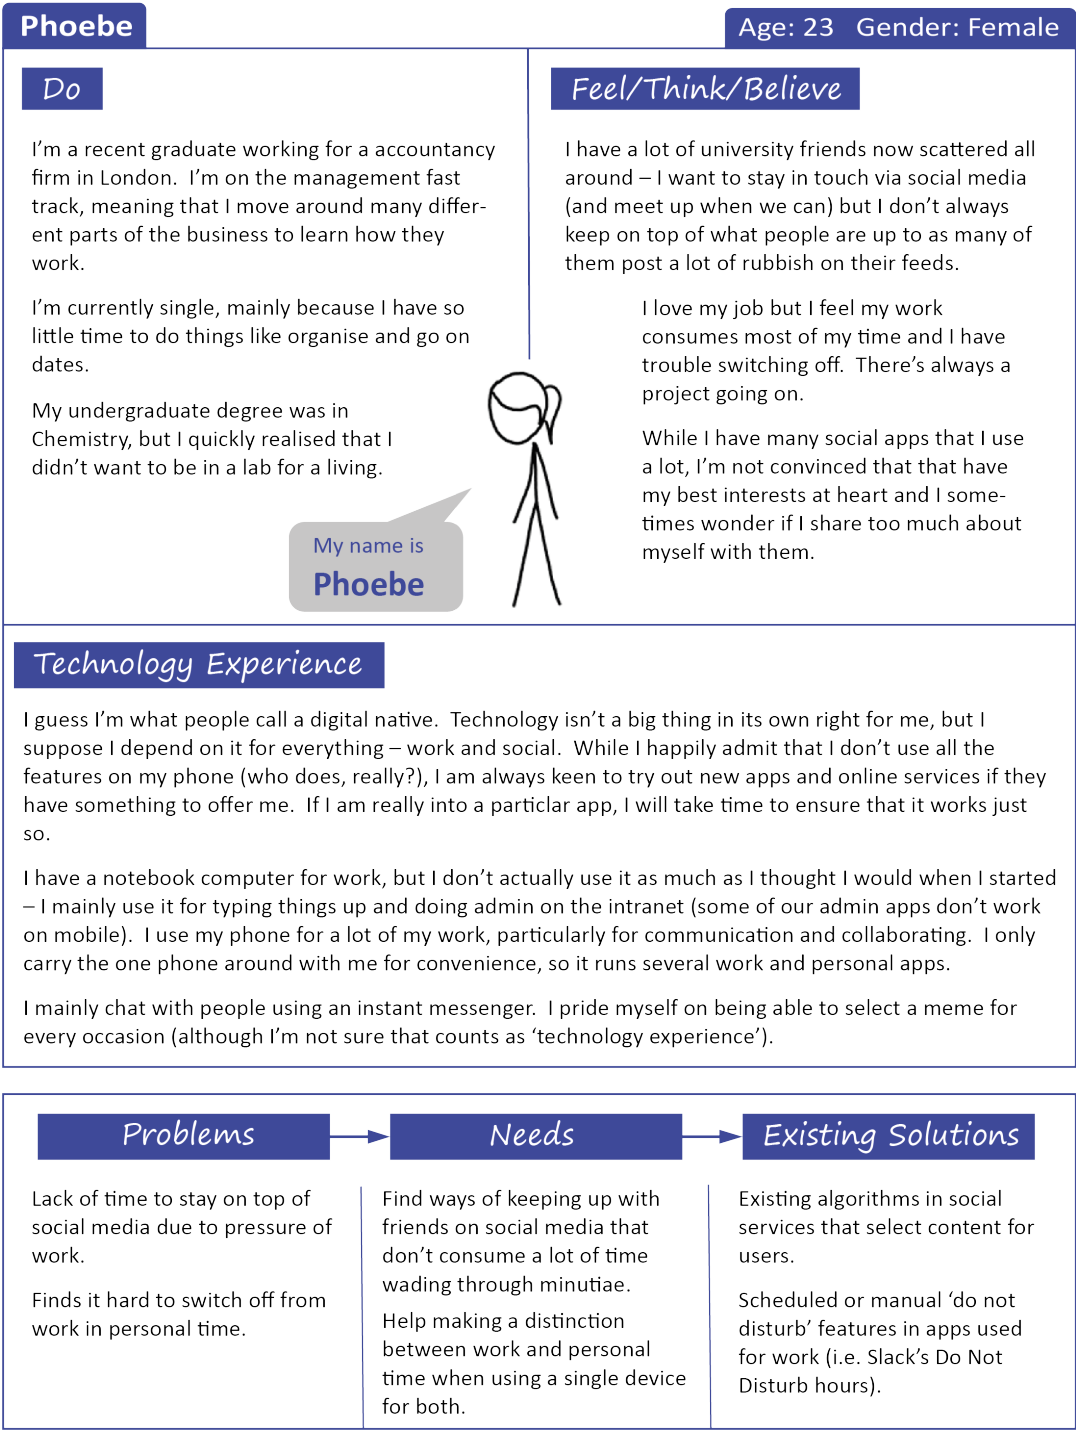 Phoebe
Age: 23   Gender: Female
Do
I’m a recent graduate working for a accountancy
firm in London.  I’m on the management fast
track, meaning that I move around many differ-
ent parts of the business to learn how they
work.
I’m currently single, mainly because I have so
little time to do things like organise and go on
dates.
My undergraduate degree was in
Chemistry, but I quickly realised that I
didn’t want to be in a lab for a living.
My name is
Phoebe
Feel/Think/Believe
I have a lot of university friends now scattered all
around – I want to stay in touch via social media
(and meet up when we can) but I don’t always
keep on top of what people are up to as many of
them post a lot of rubbish on their feeds.
I love my job but I feel my work
consumes most of my time and I have
trouble switching off.  There’s always a
project going on.
While I have many social apps that I use
a lot, I’m not convinced that that have
my best interests at heart and I some-
times wonder if I share too much about
myself with them.
Technology Experience
I guess I’m what people call a digital native.  Technology isn’t a big thing in its own right for me, but I
suppose I depend on it for everything – work and social.  While I happily admit that I don’t use all the
features on my phone (who does, really?), I am always keen to try out new apps and online services if they
have something to offer me.  If I am really into a particlar app, I will take time to ensure that it works just
so.
I have a notebook computer for work, but I don’t actually use it as much as I thought I would when I started
– I mainly use it for typing things up and doing admin on the intranet (some of our admin apps don’t work
on mobile).  I use my phone for a lot of my work, particularly for communication and collaborating.  I only
carry the one phone around with me for convenience, so it runs several work and personal apps.
I mainly chat with people using an instant messenger.  I pride myself on being able to select a meme for
every occasion (although I’m not sure that counts as ‘technology experience’).
Problems
Lack of time to stay on top of
social media due to pressure of
work.
Finds it hard to switch off from
work in personal time.
Needs
Find ways of keeping up with
friends on social media that
don’t consume a lot of time
wading through minutiae.
Help making a distinction
between work and personal
time when using a single device
for both.
Existing Solutions
Existing algorithms in social
services that select content for
users.
Scheduled or manual ‘do not
disturb’ features in apps used
for work (i.e. Slack’s Do Not
Disturb hours).